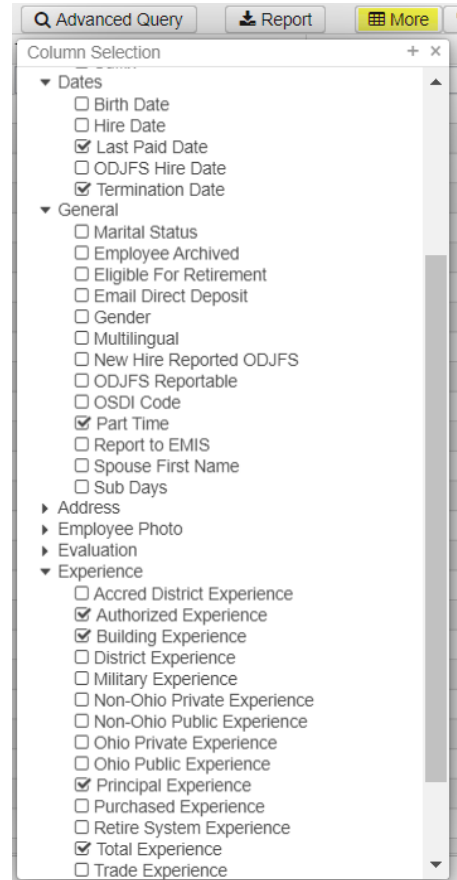 Advanced Query Report More
Column Selection
Dates
Birth Date
Hire Date
Last Paid Date
ODJFS Hire Date
Termination Date
General
Marital Status
Employee Archived
Eligible For Retirement
Email Direct Deposit
Gender
Multilingual
New Hire Reported ODJFS
ODJFS Reportable
OSDI Code
Part Time
Report to EMIS
Spouse First Name
Sub Days
Address
Employee Photo
Evaluation
Experience
Accred District Experience
Authorized Experience
Building Experience
District Experience
Military Experience
Non-Ohio Private Experience
Non-Ohio Public Experience
Ohio Private Experience
Ohio Public Experience
Principal Experience
Purchased Experience
Retire System Experience
Total Experience
Trade Experience